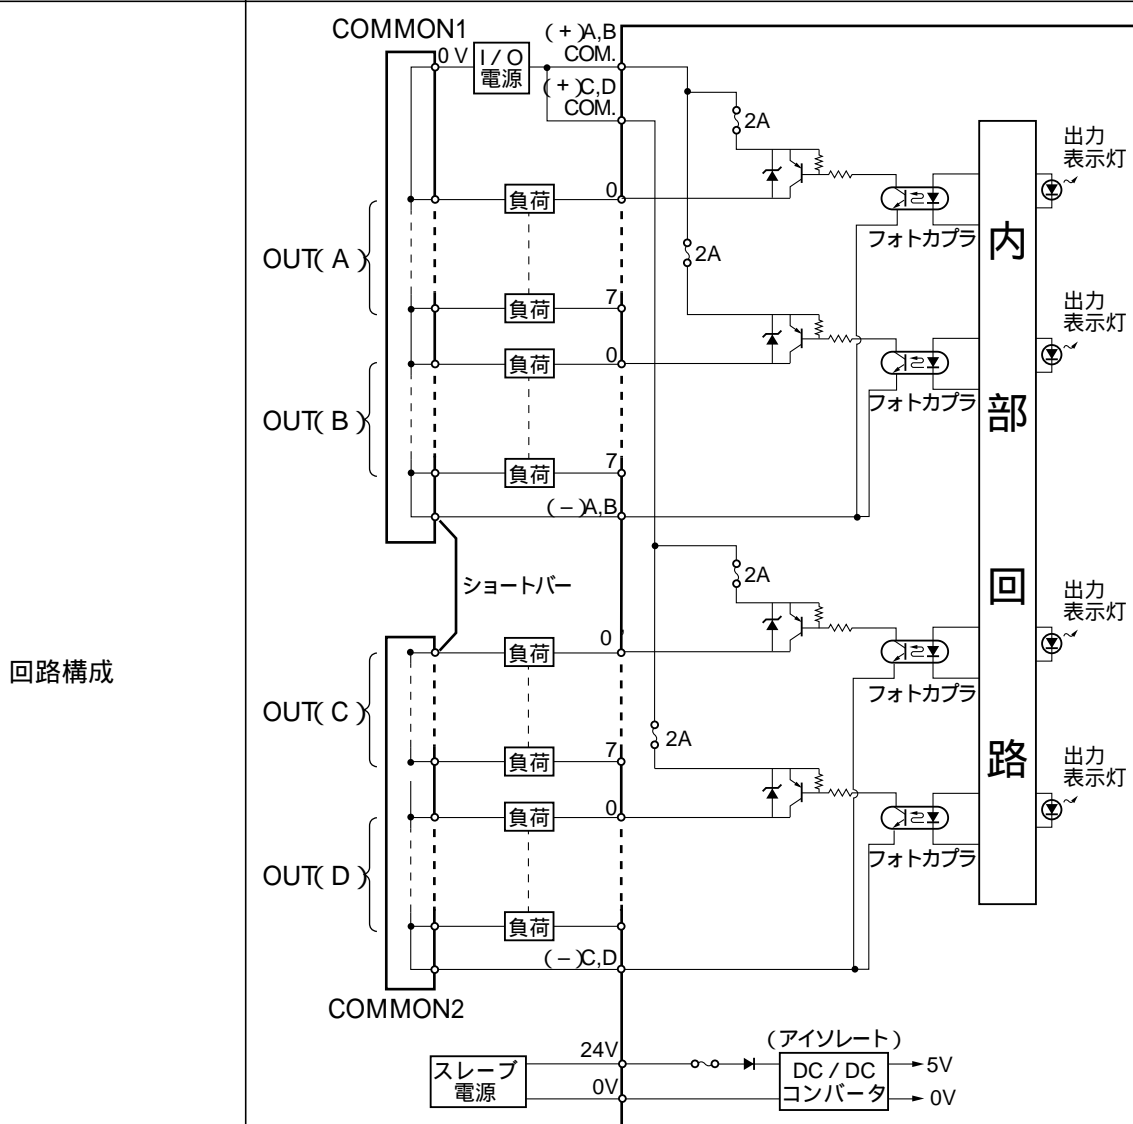 回路構成
COMMON1
0 V
I / O
電源
( + )A,B
COM.
( + )C,D
COM.
2A
出力
表示灯
負荷
0
フォトカプラ
OUT( A )
2A
負荷
7
出力
表示灯
負荷
0
フォトカプラ
OUT( B )
負荷
7
( − )A,B
内
部
回
路
ショートバー
2A
出力
表示灯
負荷
0
フォトカプラ
OUT( C )
2A
負荷
7
出力
表示灯
負荷
0
フォトカプラ
OUT( D )
負荷
( − )C,D
COMMON2
スレーブ
電源
24V
0V
(アイソレート)
DC / DC
コンバータ
5V
0V